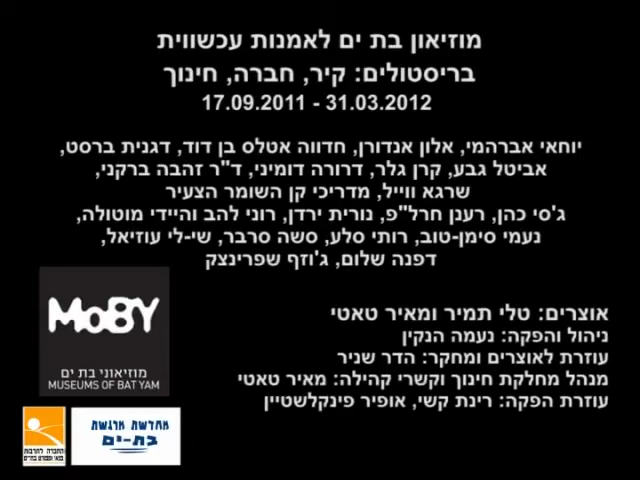 מוזיאון בת ים לאמנות עכשווית
בריסטולים: קיר, חברה, חינוך
17.09.2011 - 31.03.2012
יוחאי אברהמי, אלון אנדורן, חדווה אטלס בן דוד, דגנית ברסט,
אביטל גבע, קרן גלר, דרורה דומיני, ד"ר זהבה ברקני,
שרגא ווייל, מדריכי קן השומר הצעיר
ג'סי כהן, רענן חרל"פ, נורית ירדן, רוני להב והיידי מוטולה,
נעמי סימן-טוב, רותי סלע, סשה סרבר, שי-לי עוזיאל,
דפנה שלום, ג'וזף שפרינצק
אוצרים: טלי תמיר ומאיר טאטי
ניהול והפקה: נעמה הנקין
עוזרת לאוצרים ומחקר: הדר שניר
מנהל מחלקת חינוך וקשרי קהילה: מאיר טאטי
עוזרת הפקה: רינת קשי, אופיר פינקלשטיין
MoBY
מוזיאוני בת ים
MUSEUMS OF BAT YAM
מחדשת מרגשת
בת-ים
החברה לתרבות